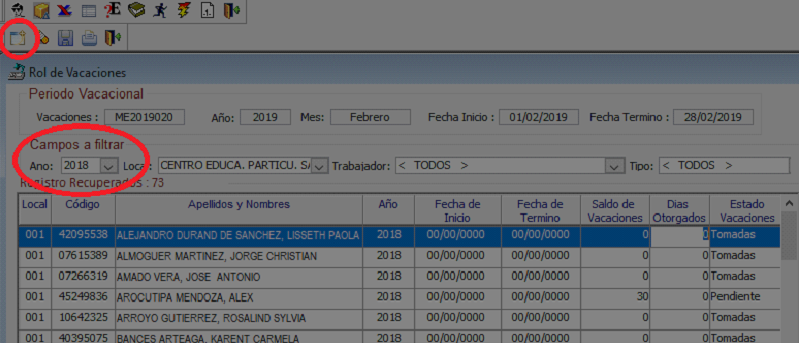 Rol de Vacaciones
Periodo Vacacional
Vacaciones : ME2019020 Año: 2019 Mes: Febrero Fecha Inicio : 01/02/2019 Fecha Termino : 28/02/2019
Campos a filtrar
Ano: 2018 Local: CENTRO EDUCA. PARTICU. SA Trabajador: < TODOS > Tipo: < TODOS >
Registro Recuperados : 73
Local Código Apellidos y Nombres Año Fecha de Inicio Fecha de Termino Saldo de Vacaciones Dias Otorgados Estado Vacaciones
001 42095538 ALEJANDRO DURAND DE SANCHEZ, LISSETH PAOLA 2018 00/00/0000 00/00/0000 0 0 Tomadas
001 07615389 ALMOGUER MARTINEZ, JORGE CHRISTIAN 2018 00/00/0000 00/00/0000 0 0 Tomadas
001 07266319 AMADO VERA, JOSE ANTONIO 2018 00/00/0000 00/00/0000 0 0 Tomadas
001 45249836 AROCUTIPA MENDOZA, ALEX 2018 00/00/0000 00/00/0000 30 0 Pendiente
001 10642325 ARROYO GUTIERREZ, ROSALIND SYLVIA 2018 00/00/0000 00/00/0000 0 0 Tomadas
001 40395075 BANCES ARTEAGA, KARENT CARMELA 2018 00/00/0000 00/00/0000 0 0 Tomadas